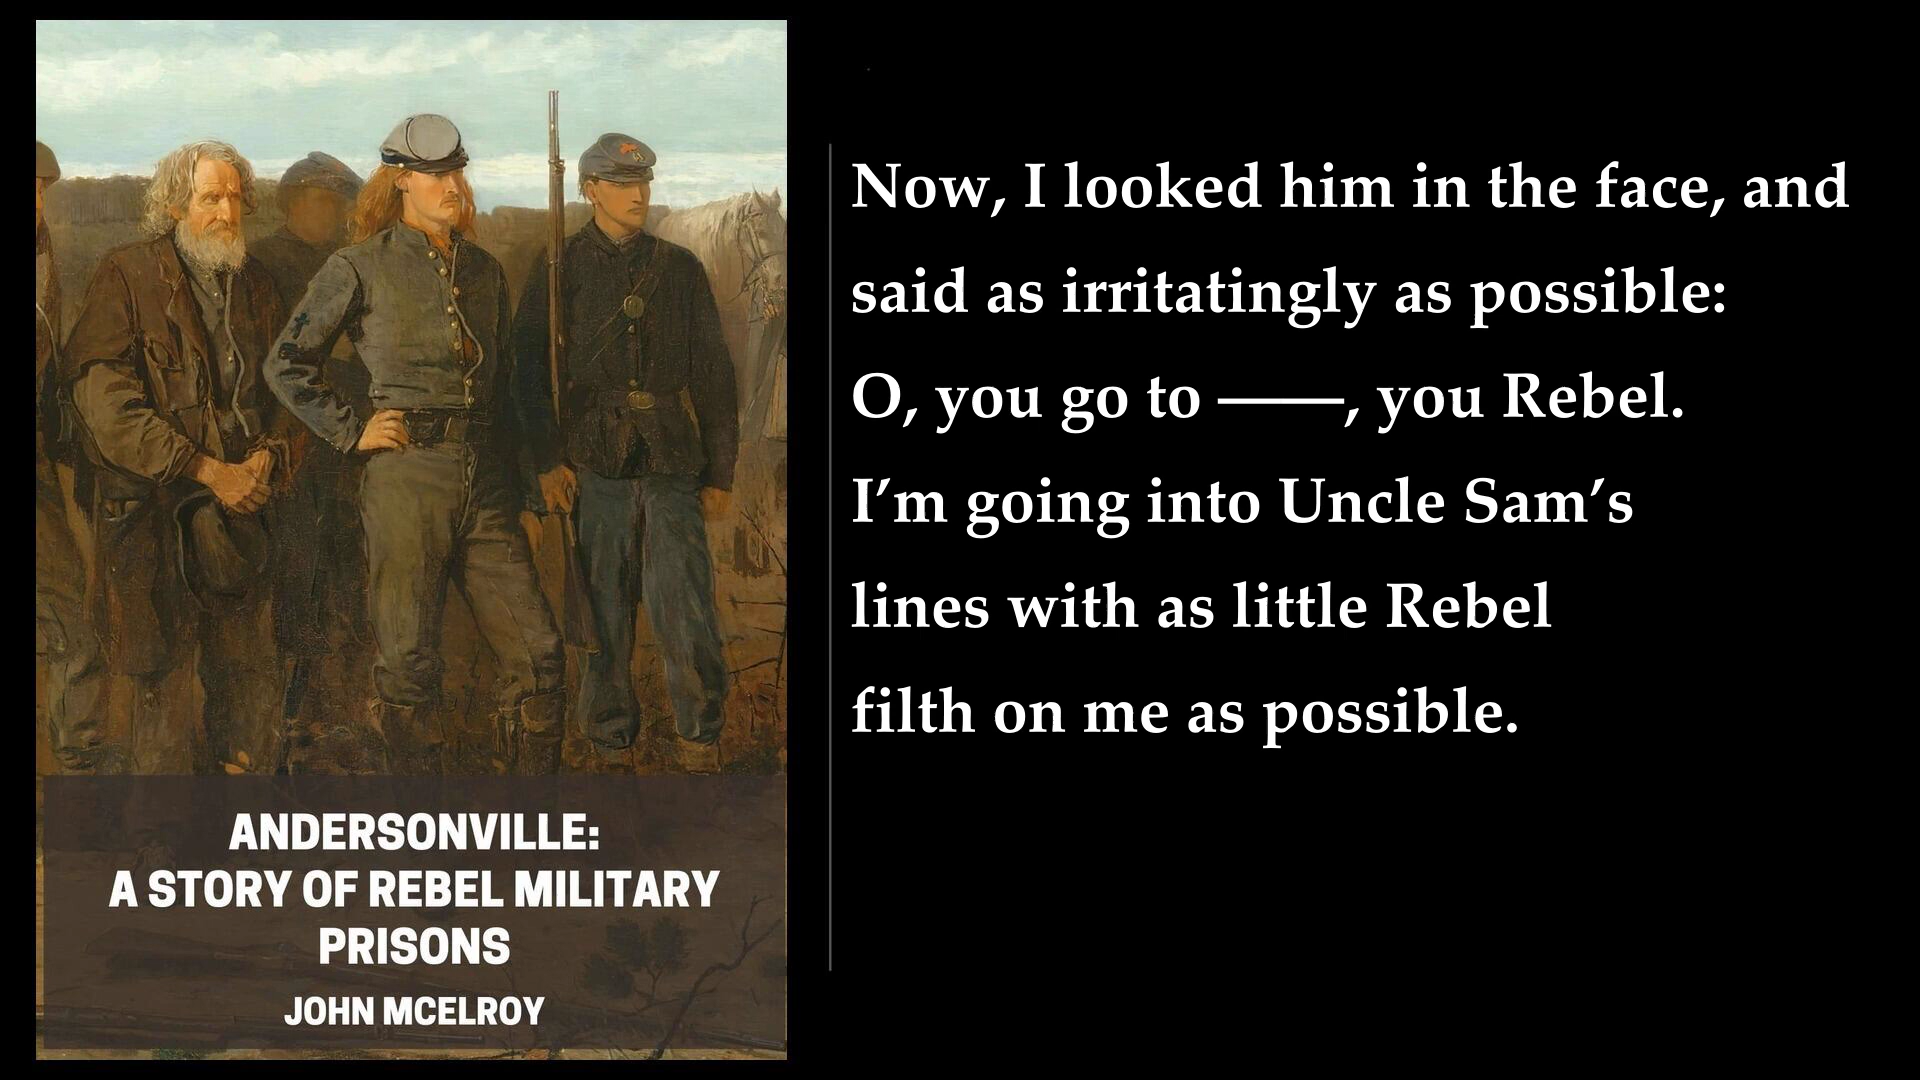 ANDERSONVILLE:
A STORY OF REBEL MILITARY
PRISONS
JOHN MCELROY
Now, I looked him in the face, and
said as irritatingly as possible:
O, you go to ——, you Rebel.
I’m going into Uncle Sam’s
lines with as little Rebel
filth on me as possible.